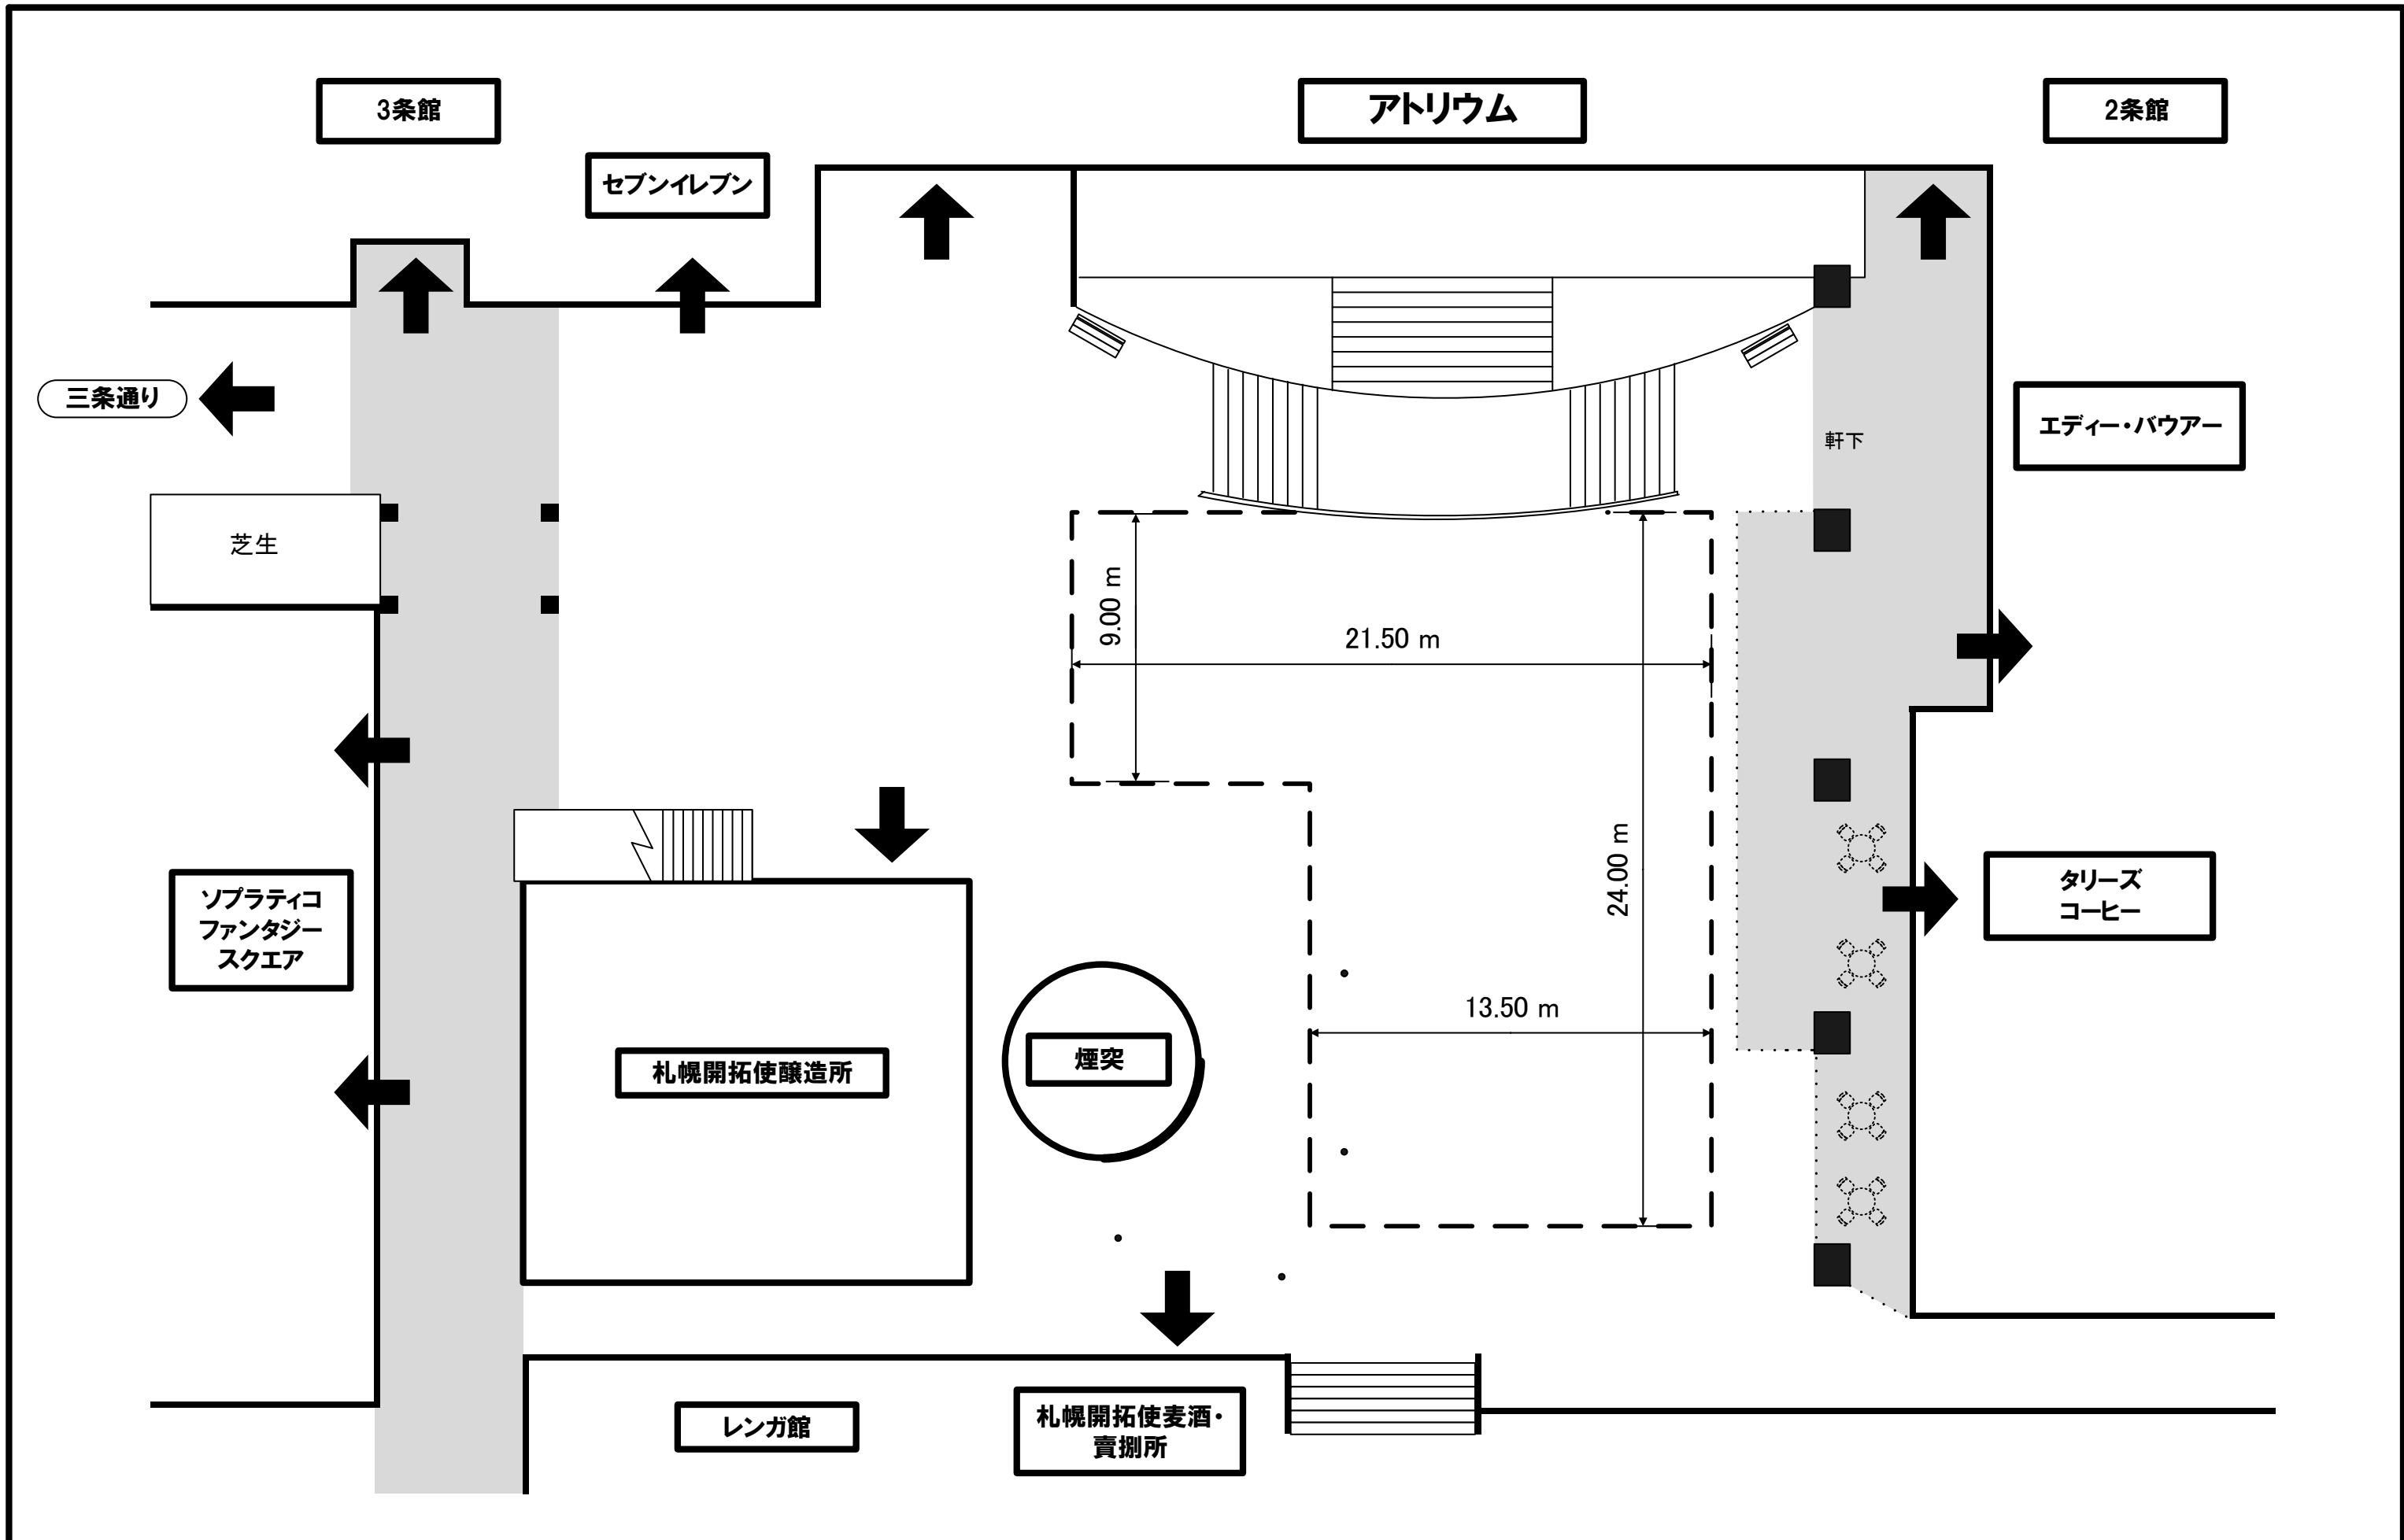 3条館
アトリウム
2条館
セブンイレブン
三条通り
エディー・バウアー
軒下
芝生
9.00 m
21.50 m
24.00 m
ソプラティコ
ファンタジー
スクエア
タリーズ
コーヒー
13.50 m
札幌開拓使醸造所
煙突
レンガ館
札幌開拓使麦酒・
賣捌所